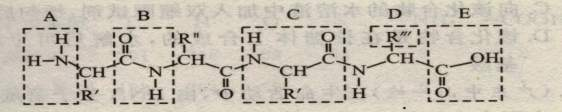 A B C D E
H O R" H O R'''
H-N CH N CH N CH N CH OH
R' H O R' H O